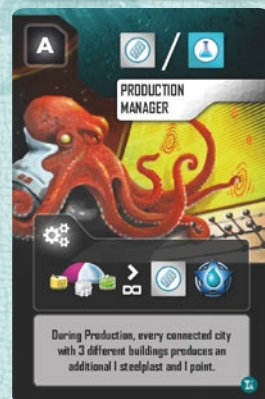 A
/
PRODUCTION
MANAGER
During Production, every connected city
with 3 different buildings produces an
additional 1 steelplast and 1 point.